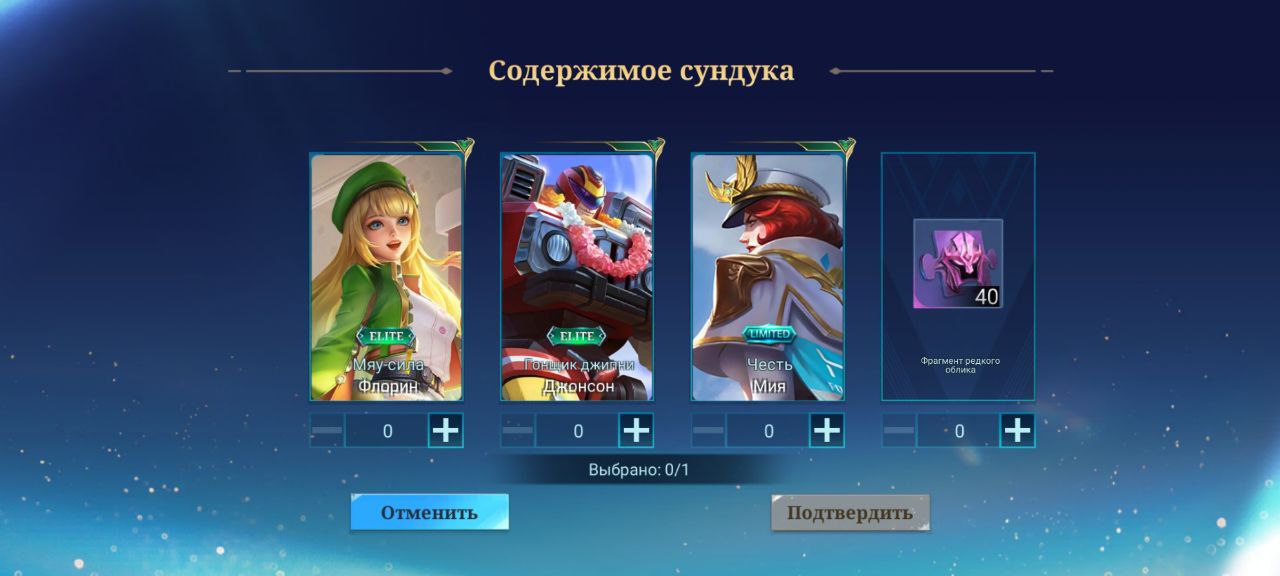 Содержимое сундука
ELITE
Мяу-сила
Флорин
ELITE
Гонщик джипни
Джонсон
LIMITED
Честь
Мия
40
Фрагмент редкого
облика
0
0
0
0
Выбрано: 0/1
Отменить
Подтвердить